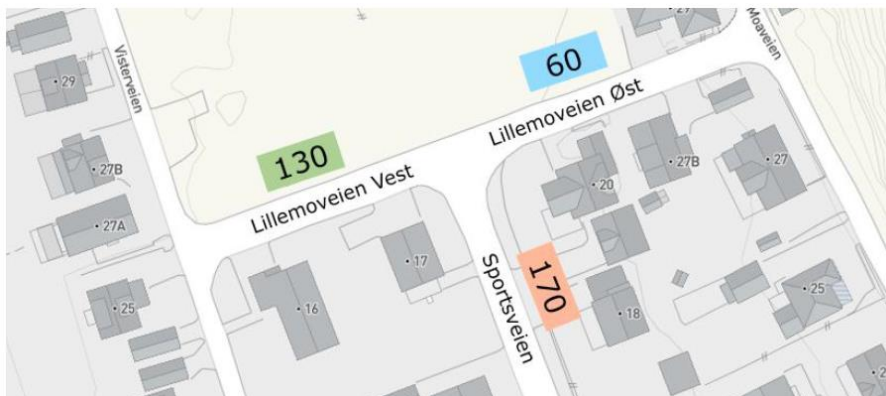 29
Visterveien
29
Moaveien
60
27B
130
Lillemoveien Øst
Lillemoveien Vest
20
27B
27
27A
17
Sportsveien
170
25
25
16
18